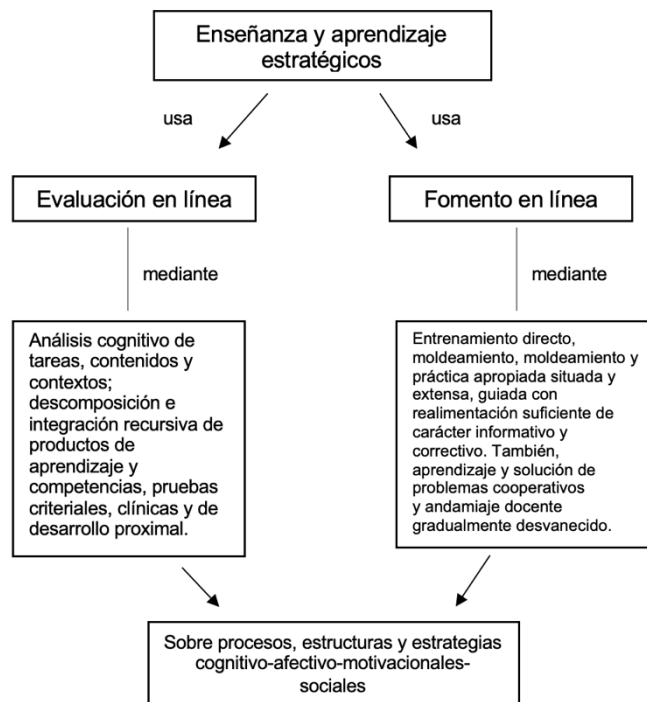 Enseñanza y aprendizaje
estratégicos
usa
usa
Evaluación en línea
Fomento en línea
mediante
mediante
Análisis cognitivo de
tareas, contenidos y
contextos;
descomposición e
integración recursiva de
productos de
aprendizaje y
competencias, pruebas
criteriales, clínicas y de
desarrollo proximal.
Entrenamiento directo,
moldeamiento, moldeamiento y
práctica apropiada situada y
extensa, guiada con
realimentación suficiente de
carácter informativo y
correctivo. También,
aprendizaje y solución de
problemas cooperativos
y andamiaje docente
gradualmente desvanecido.
Sobre procesos, estructuras y estrategias
cognitivo-afectivo-motivacionales-
sociales